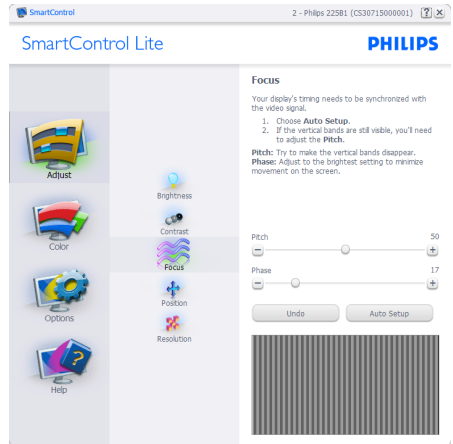 SmartControl
2 - Philips 225B1 (CS30715000001) ? X
SmartControl Lite
PHILIPS
Adjust
Color
Options
Help
Brightness
Contrast
Focus
Position
Resolution
Focus
Your display's timing needs to be synchronized with
the video signal.
1. Choose Auto Setup.
2. If the vertical bands are still visible, you'll need
to adjust the Pitch.
Pitch: Try to make the vertical bands disappear.
Phase: Adjust to the brightest setting to minimize
movement on the screen.
Pitch 50
Phase 17
Undo Auto Setup